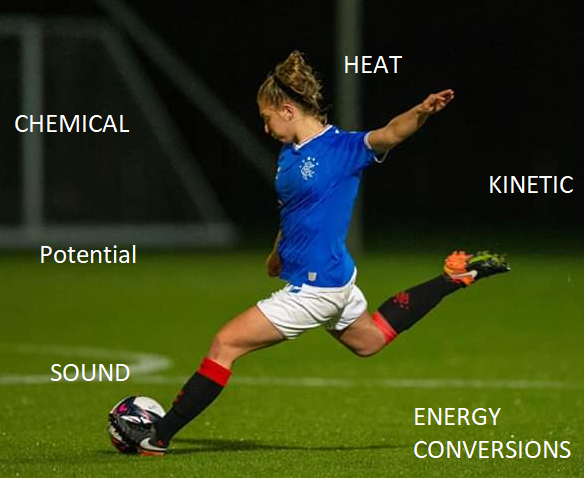 HEAT
CHEMICAL
KINETIC
Potential
SOUND
ENERGY
CONVERSIONS